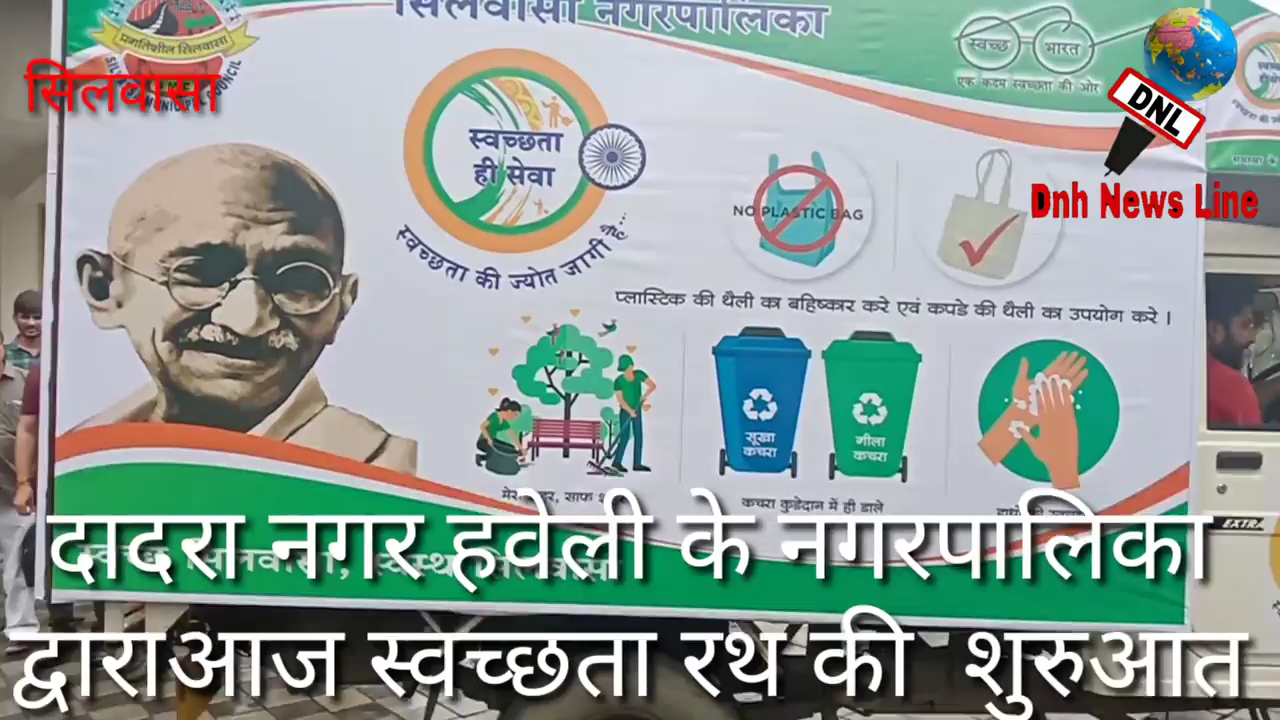 सिलवासा नगरपालिका
प्रगतिशील सिलवासा
सिलवासा
स्वच्छ भारत
एक कदम स्वच्छता की ओर
DNL
Dnh News Line
स्वच्छता
ही सेवा
स्वच्छता की ज्योत जागी है...
NO PLASTIC BAG
प्लास्टिक की थैली का बहिष्कार करे एवं कपडे की थैली का उपयोग करे ।
सूखा
कचरा
गीला
कचरा
कचरा कुडेदान में ही डाले
EXTRA
दादरा नगर हवेली के नगरपालिका
द्वाराआज स्वच्छता रथ की शुरुआत